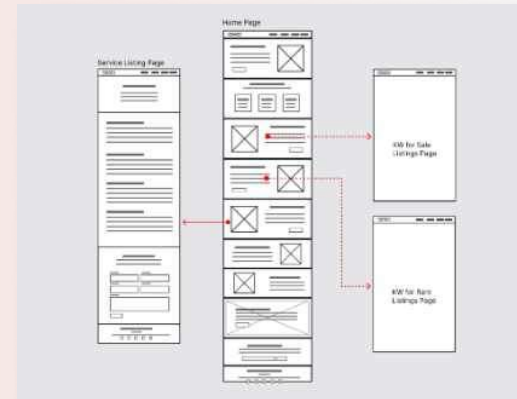 Home Page
Service Listing Page
KW for Sale
Listings Page
KW for Rent
Listings Page